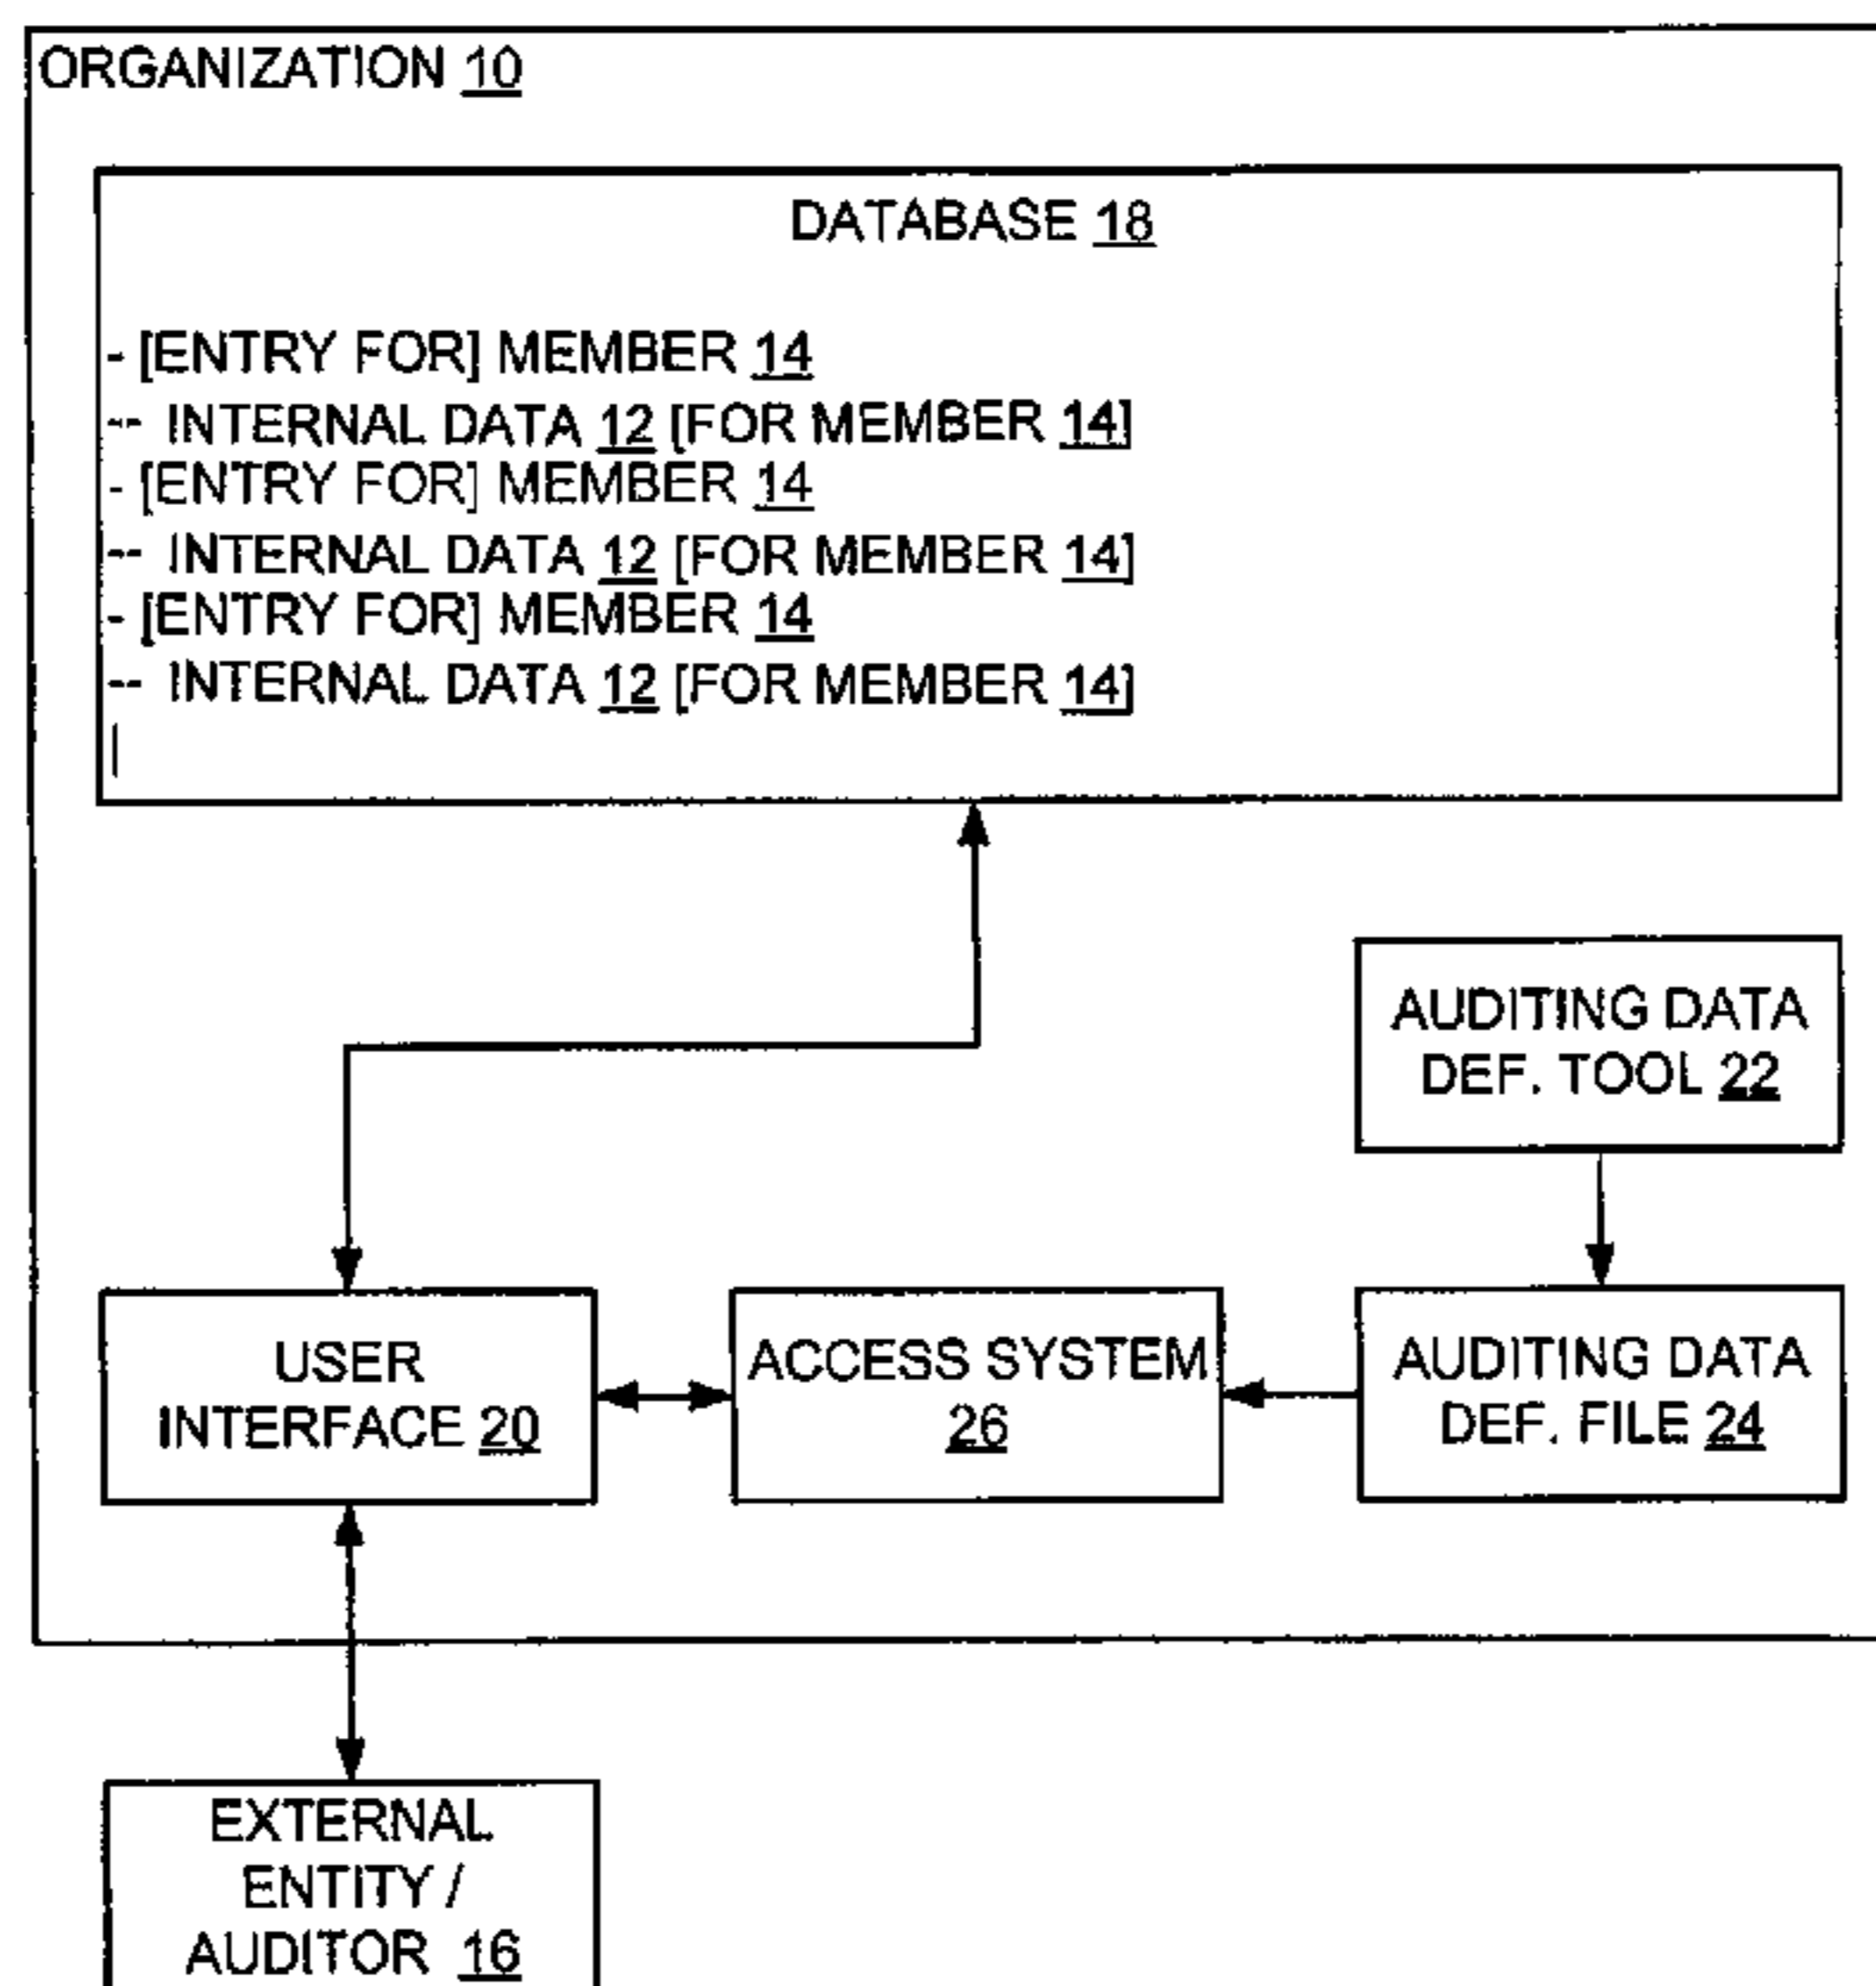 ORGANIZATION 10
DATABASE 18
- [ENTRY FOR] MEMBER 14
-- INTERNAL DATA 12 [FOR MEMBER 14]
- [ENTRY FOR] MEMBER 14
-- INTERNAL DATA 12 [FOR MEMBER 14]
- [ENTRY FOR] MEMBER 14
-- INTERNAL DATA 12 [FOR MEMBER 14]
|
AUDITING DATA
DEF. TOOL 22
USER
INTERFACE 20
ACCESS SYSTEM
26
AUDITING DATA
DEF. FILE 24
EXTERNAL
ENTITY /
AUDITOR 16